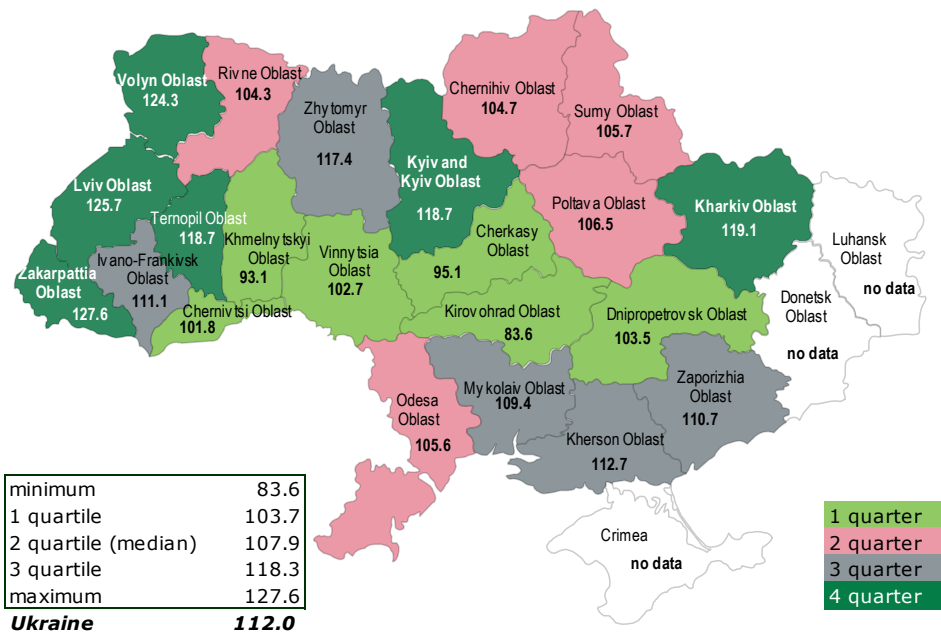 Volyn Oblast
124.3
Rivne Oblast
104.3
Zhytomyr
Oblast
117.4
Chernihiv Oblast
104.7
Sumy Oblast
105.7
Kyiv and
Kyiv Oblast
118.7
Lviv Oblast
125.7
Ternopil Oblast
118.7
Khmelnytskyi
Oblast
93.1
Vinnytsia
Oblast
102.7
Cherkasy
Oblast
95.1
Poltava Oblast
106.5
Kharkiv Oblast
119.1
Luhansk
Oblast
no data
Donetsk
Oblast
no data
Zakarpattia
Oblast
127.6
Ivano-Frankivsk
Oblast
111.1
Chernivtsi Oblast
101.8
Kirovohrad Oblast
83.6
Dnipropetrovsk Oblast
103.5
Odesa
Oblast
105.6
Mykolaiv Oblast
109.4
Kherson Oblast
112.7
Zaporizhia
Oblast
110.7
Crimea
no data
minimum 83.6
1 quartile 103.7
2 quartile (median) 107.9
3 quartile 118.3
maximum 127.6
Ukraine 112.0
1 quarter
2 quarter
3 quarter
4 quarter